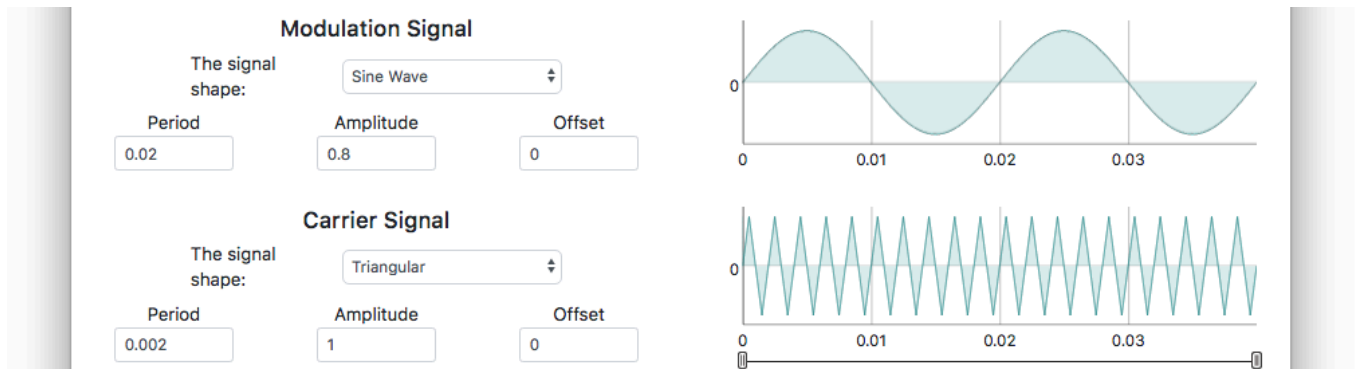 Modulation Signal
The signal
shape:
Sine Wave
Period Amplitude Offset
0.02 0.8 0
0
0 0.01 0.02 0.03
Carrier Signal
The signal
shape:
Triangular
Period Amplitude Offset
0.002 1 0
0
0 0.01 0.02 0.03